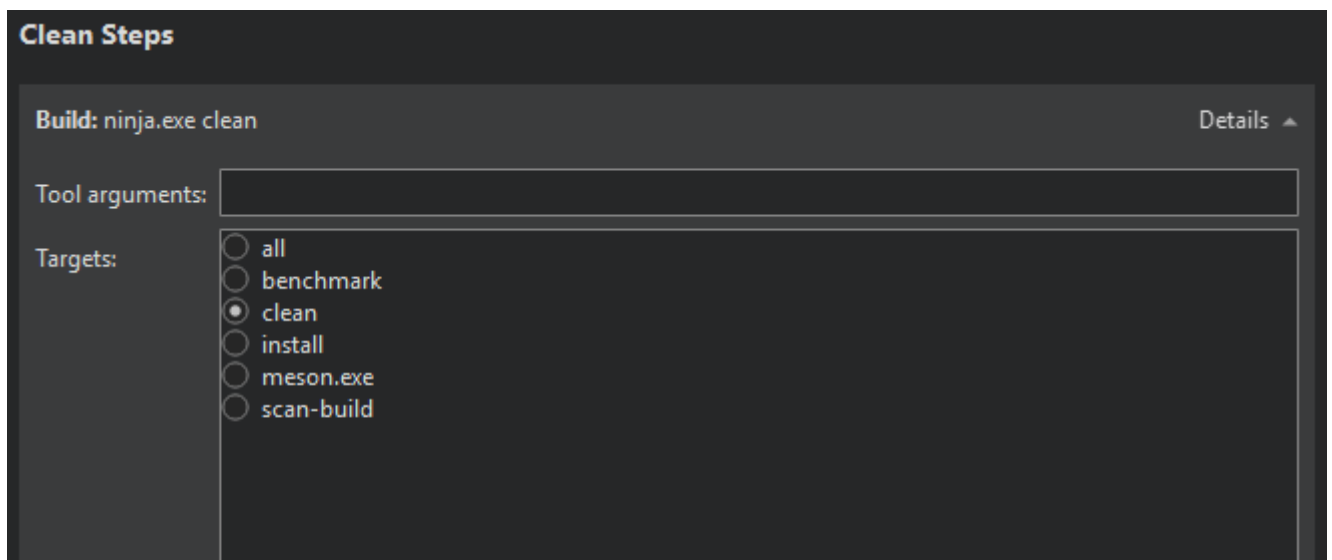 Clean Steps
Build: ninja.exe clean Details
Tool arguments:
Targets:
all
benchmark
clean
install
meson.exe
scan-build